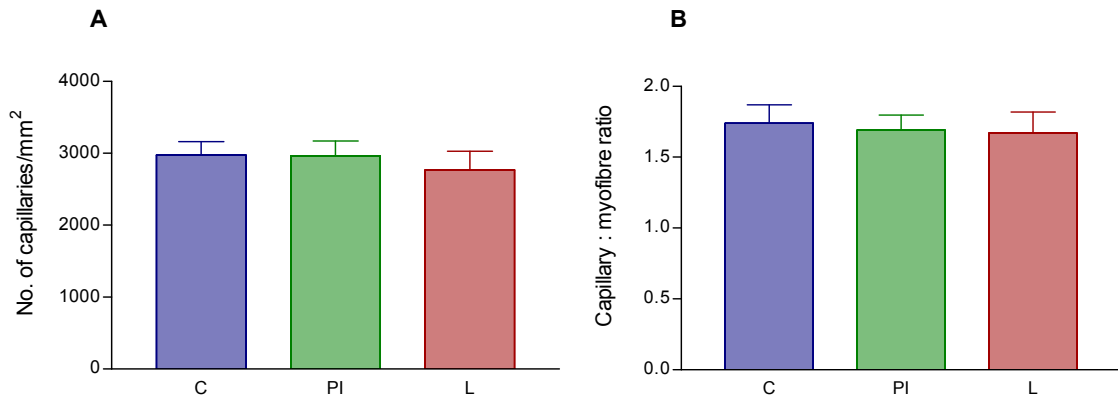 A
No. of capillaries/mm²
4000
3000
2000
1000
0
C
PI
L
B
Capillary : myofibre ratio
2.0
1.5
1.0
0.5
0.0
C
PI
L